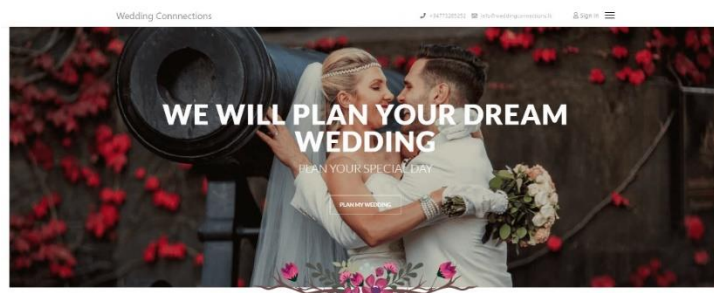 Wedding Connnections
Sign in
WE WILL PLAN YOUR DREAM
WEDDING
PLAN YOUR SPECIAL DAY
PLAN MY WEDDING